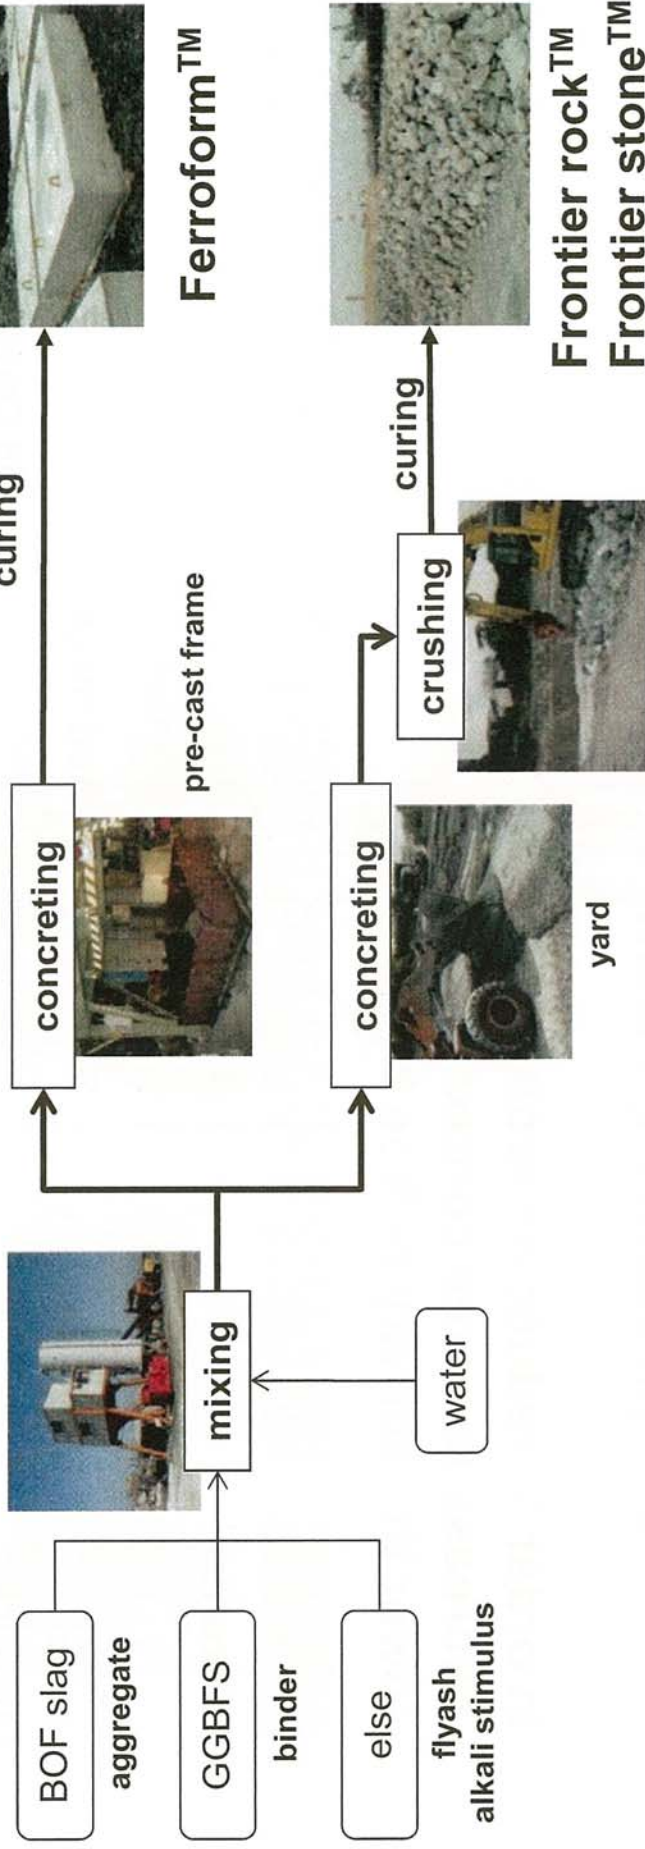 BOF slag
aggregate
GGBFS
binder
else
flyash
alkali stimulus
mixing
water
concreting
pre-cast frame
curing
Ferroform™
concreting
yard
crushing
curing
Frontier rock™
Frontier stone™